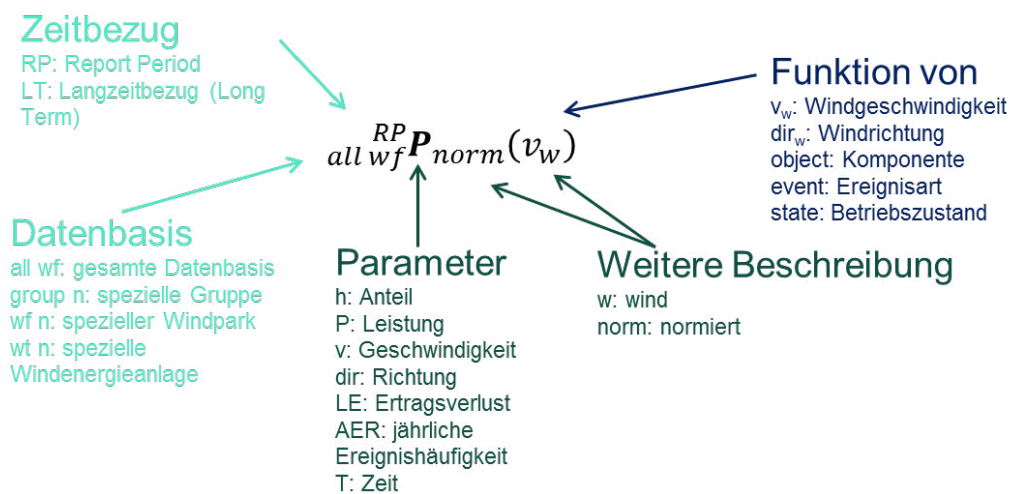 Zeitbezug
RP: Report Period
LT: Langzeitbezug (Long
Term)
Funktion von
vw: Windgeschwindigkeit
dirw: Windrichtung
object: Komponente
event: Ereignisart
state: Betriebszustand
RP
all wf P norm(vw)
Datenbasis
all wf: gesamte Datenbasis
group n: spezielle Gruppe
wf n: spezieller Windpark
wt n: spezielle
Windenergieanlage
Parameter
h: Anteil
P: Leistung
v: Geschwindigkeit
dir: Richtung
LE: Ertragsverlust
AER: jährliche
Ereignishäufigkeit
T: Zeit
Weitere Beschreibung
w: wind
norm: normiert